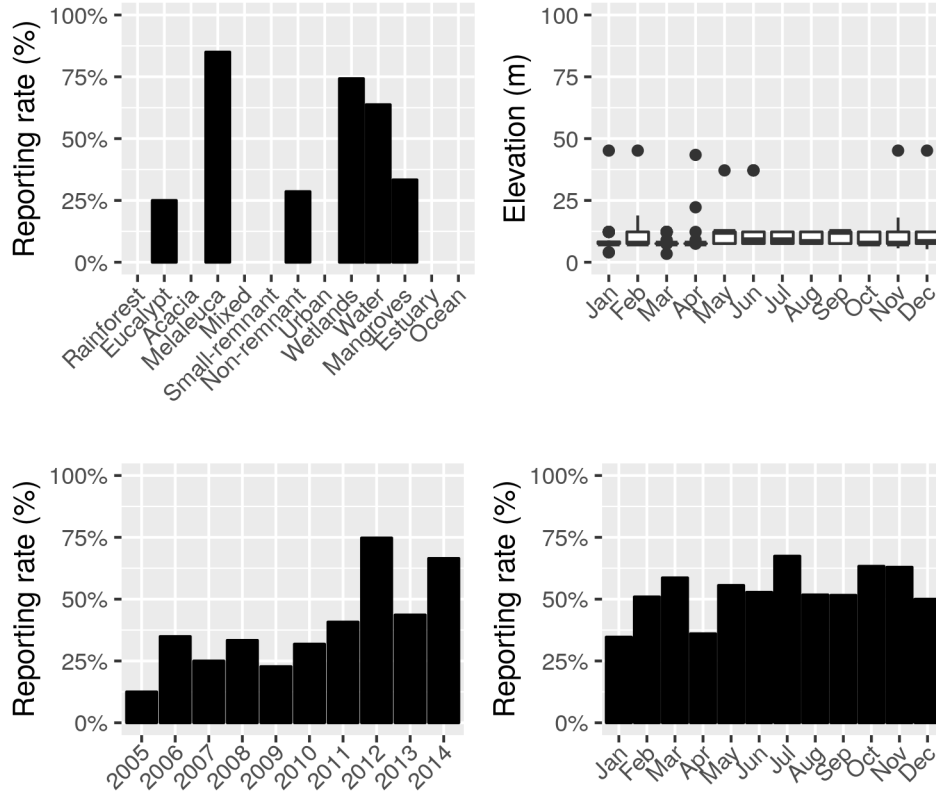 Reporting rate (%)
100%
75%
50%
25%
0%
Rainforest
Eucalypt
Acacia
Melaleuca
Mixed
Small-remnant
Non-remnant
Urban
Wetlands
Water
Mangroves
Estuary
Ocean
Elevation (m)
100
75
50
25
0
Jan
Feb
Mar
Apr
May
Jun
Jul
Aug
Sep
Oct
Nov
Dec
Reporting rate (%)
100%
75%
50%
25%
0%
2005
2006
2007
2008
2009
2010
2011
2012
2013
2014
Reporting rate (%)
100%
75%
50%
25%
0%
Jan
Feb
Mar
Apr
May
Jun
Jul
Aug
Sep
Oct
Nov
Dec